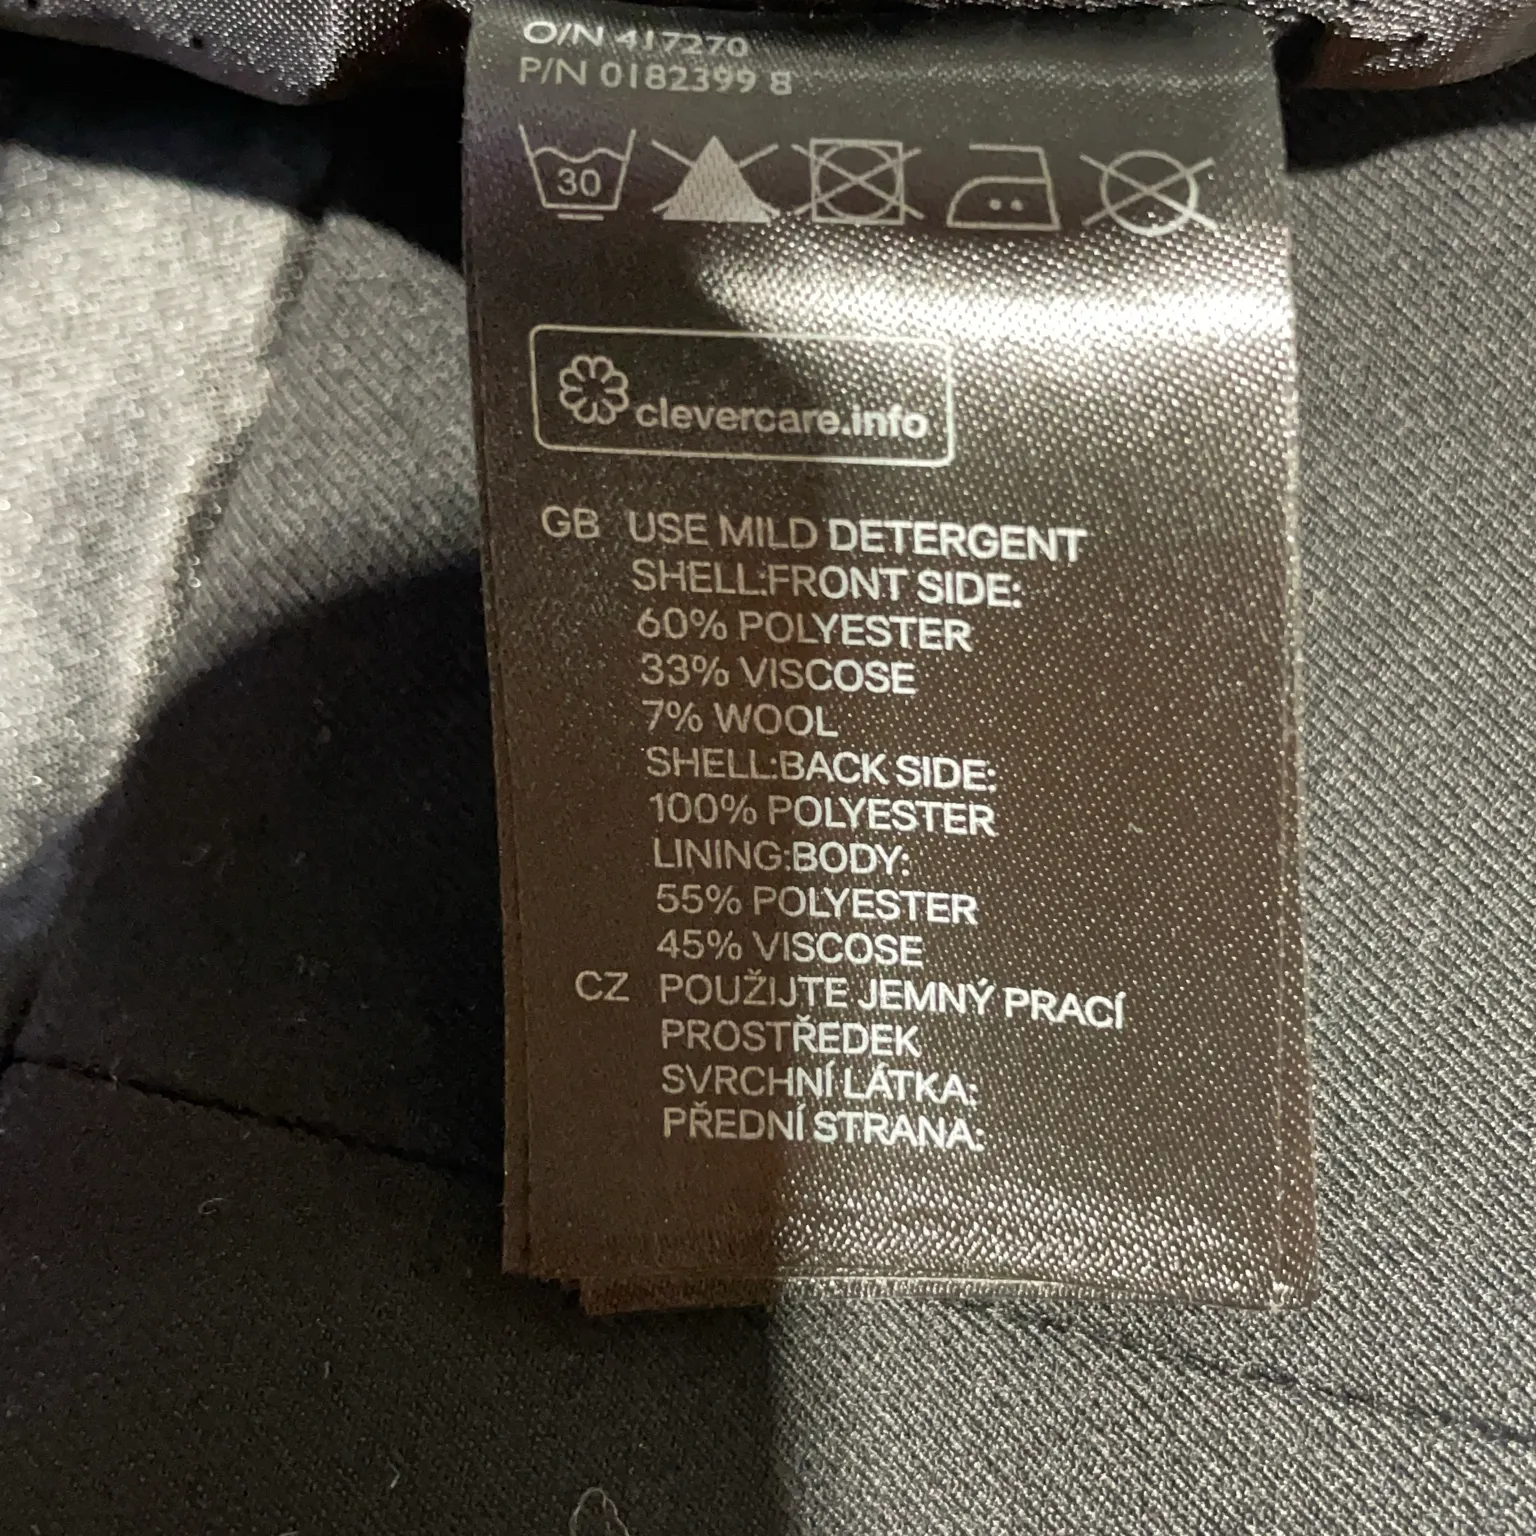 O/N 417270
P/N 0182399 8
30
clevercare.info
GB USE MILD DETERGENT
SHELL:FRONT SIDE:
60% POLYESTER
33% VISCOSE
7% WOOL
SHELL:BACK SIDE:
100% POLYESTER
LINING:BODY:
55% POLYESTER
45% VISCOSE
CZ POUŽIJTE JEMNÝ PRACÍ
PROSTŘEDEK
SVRCHNÍ LÁTKA:
PŘEDNÍ STRANA: